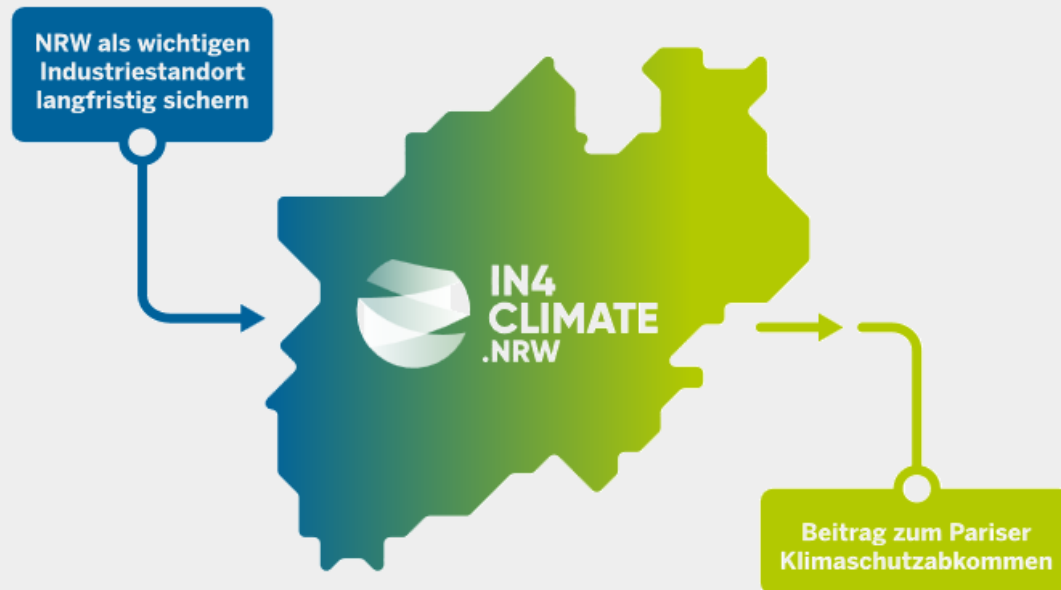 NRW als wichtigen
Industriestandort
langfristig sichern
IN4
CLIMATE
.NRW
Beitrag zum Pariser
Klimaschutzabkommen